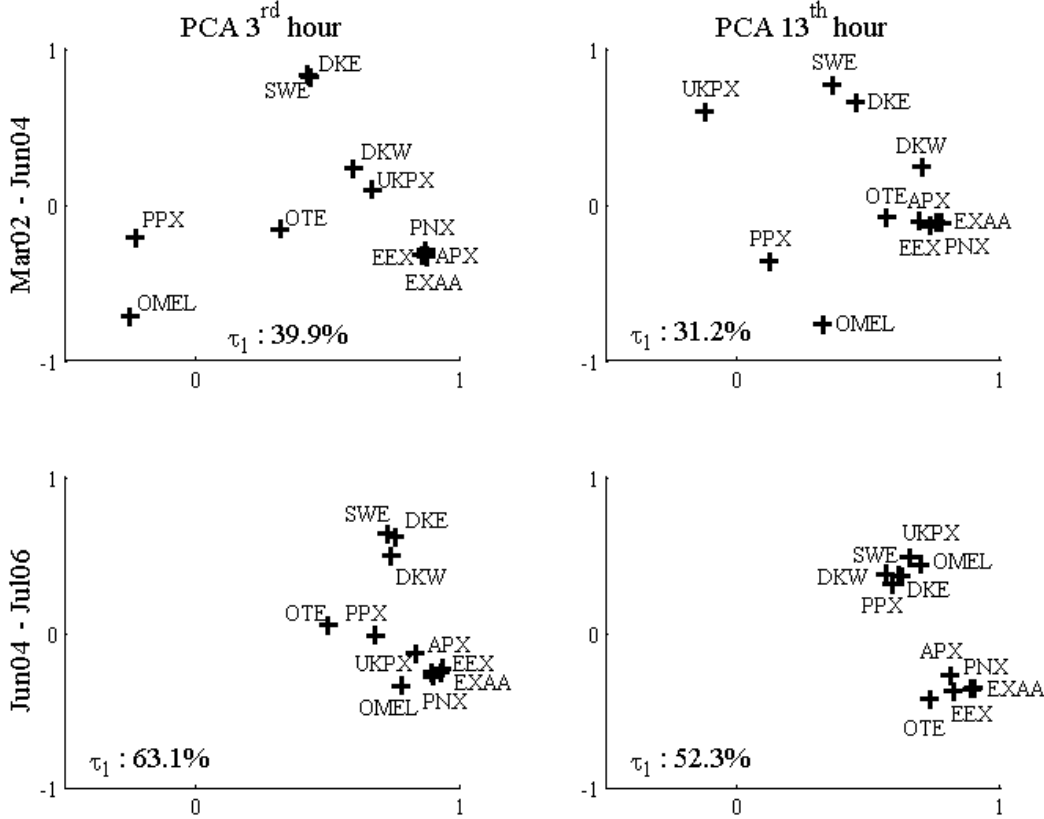 PCA 3rd hour
PCA 13th hour
Mar02 - Jun04
1
0
-1
0
1
DKE
SWE
DKW
UKPX
OTE
PPX
PNX
EEX
APX
EXAA
OMEL
τ1 : 39.9%
1
0
-1
0
1
SWE
UKPX
DKE
DKW
OTE
APX
EXAA
EEX
PNX
PPX
OMEL
τ1 : 31.2%
Jun04 - Jul06
1
0
-1
0
1
SWE
DKE
DKW
OTE
PPX
APX
UKPX
EEX
EXAA
PNX
OMEL
τ1 : 63.1%
1
0
-1
0
1
UKPX
SWE
OMEL
DKW
DKE
PPX
APX
PNX
EXAA
EEX
OTE
τ1 : 52.3%